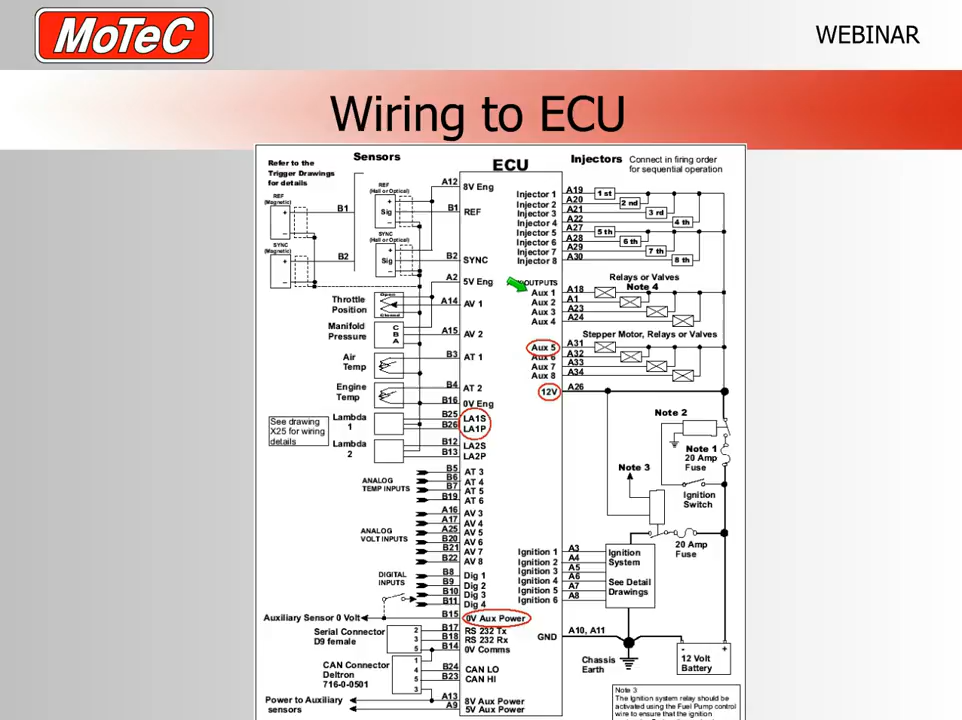 MoTeC
WEBINAR
Wiring to ECU
Refer to the
Trigger Drawings
for details
Sensors
ECU
Injectors Connect in firing order
for sequential operation
REF
(Magnetic)
+
–
B1
REF
(Hall or Optical)
+
Sig
–
SYNC
(Magnetic)
+
–
B2
SYNC
(Hall or Optical)
+
Sig
–
A12 8V Eng
B1 REF
B2 SYNC
A2 5V Eng
Throttle
Position
A14 AV 1
Manifold
Pressure
C
B
A
A15 AV 2
Air
Temp
B3 AT 1
Engine
Temp
B4 AT 2
B16 0V Eng
See drawing
X25 for wiring
details
Lambda
1
B25 LA1S
B26 LA1P
Lambda
2
B12 LA2S
B13 LA2P
ANALOG
TEMP INPUTS
B5 AT 3
B6 AT 4
B7 AT 5
B19 AT 6
ANALOG
VOLT INPUTS
A16 AV 3
A17 AV 4
A25 AV 5
B20 AV 6
B21 AV 7
B22 AV 8
DIGITAL
INPUTS
B8 Dig 1
B9 Dig 2
B10 Dig 3
B11 Dig 4
Auxiliary Sensor 0 Volt
B15 0V Aux Power
Serial Connector
D9 female
2 B17 RS 232 Tx
3 B18 RS 232 Rx
5 B14 0V Comms
CAN Connector
Deltron
716-0-0501
1
4 B24 CAN LO
5 B23 CAN HI
3
Power to Auxiliary
sensors
A13 8V Aux Power
A9 5V Aux Power
Injector 1 A19 1 st
Injector 2 A20 2 nd
Injector 3 A21 3 rd
Injector 4 A22 4 th
Injector 5 A27 5 th
Injector 6 A28 6 th
Injector 7 A29 7 th
Injector 8 A30 8 th
OUTPUTS
Relays or Valves
Note 4
Aux 1 A18
Aux 2 A1
Aux 3 A23
Aux 4 A24
Stepper Motor, Relays or Valves
Aux 5 A31
Aux 6 A32
Aux 7 A33
Aux 8 A34
12V A26
Note 2
Note 1
20 Amp
Fuse
Note 3
Ignition
Switch
20 Amp
Fuse
Ignition 1 A3
Ignition 2 A4
Ignition 3 A5
Ignition 4 A6
Ignition 5 A7
Ignition 6 A8
Ignition
System
See Detail
Drawings
GND A10, A11
Chassis
Earth
- +
12 Volt
Battery
Note 3
The Ignition system relay should be
activated using the Fuel Pump control
wire to ensure that the ignition